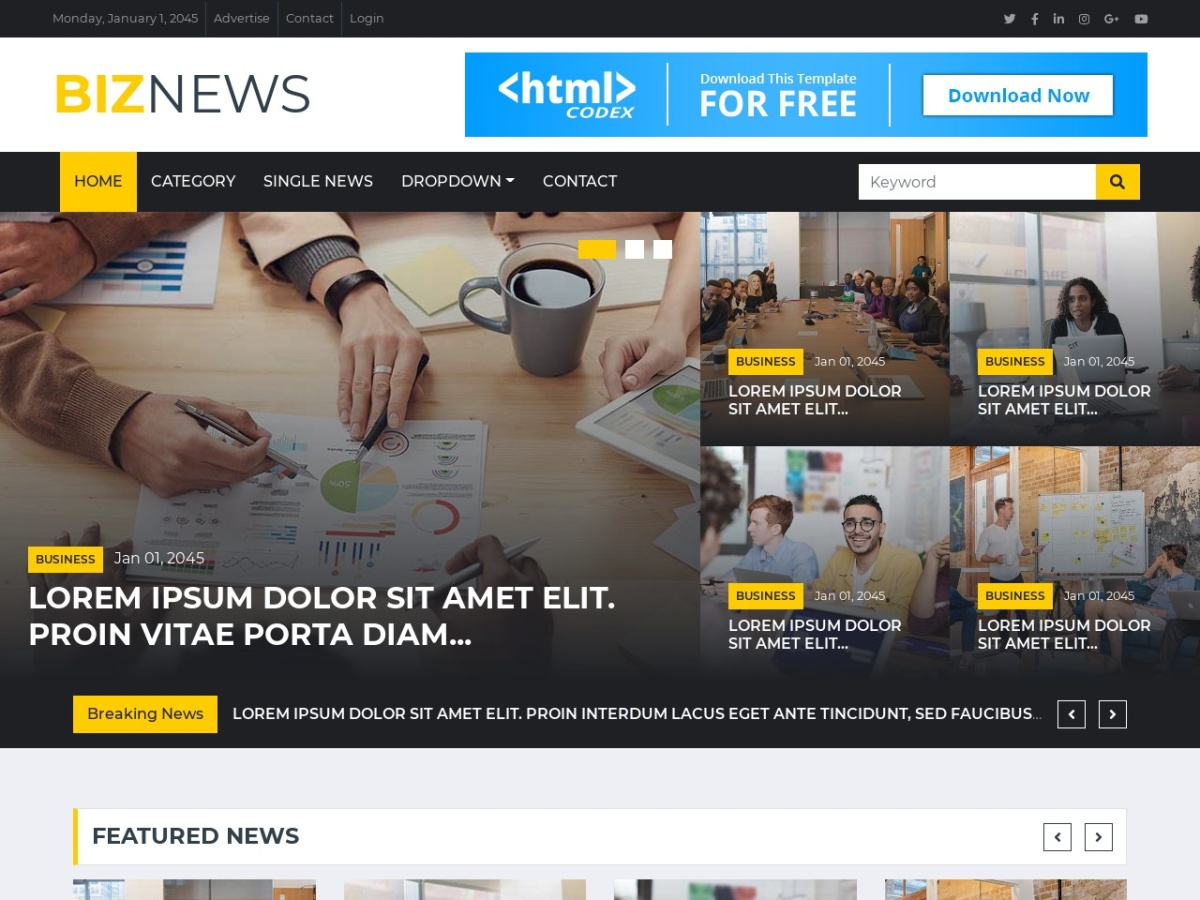 Monday, January 1, 2045
Advertise
Contact
Login
BIZNEWS
<html>
CODEX
Download This Template
FOR FREE
Download Now
HOME
CATEGORY
SINGLE NEWS
DROPDOWN
CONTACT
Keyword
BUSINESS
Jan 01, 2045
LOREM IPSUM DOLOR SIT AMET ELIT.
PROIN VITAE PORTA DIAM...
BUSINESS
Jan 01, 2045
LOREM IPSUM DOLOR
SIT AMET ELIT...
BUSINESS
Jan 01, 2045
LOREM IPSUM DOLOR
SIT AMET ELIT...
BUSINESS
Jan 01, 2045
LOREM IPSUM DOLOR
SIT AMET ELIT...
BUSINESS
Jan 01, 2045
LOREM IPSUM DOLOR
SIT AMET ELIT...
Breaking News
LOREM IPSUM DOLOR SIT AMET ELIT. PROIN INTERDUM LACUS EGET ANTE TINCIDUNT, SED FAUCIBUS...
FEATURED NEWS